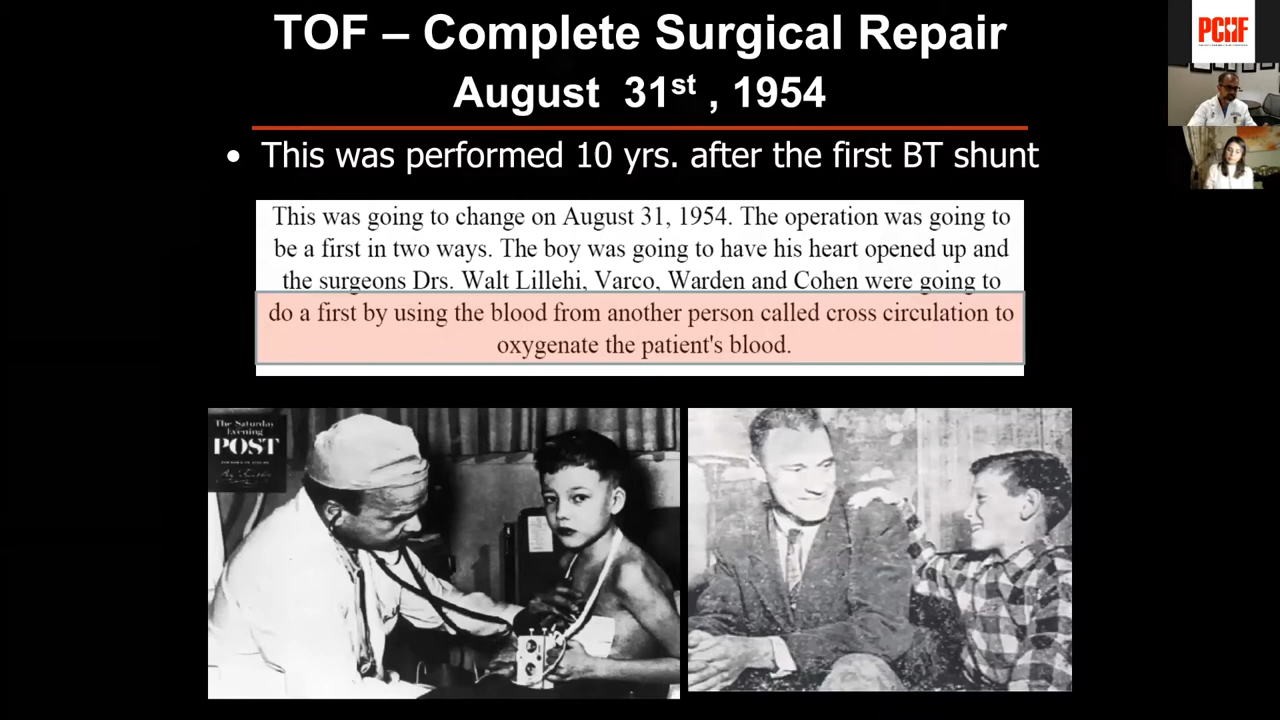 TOF – Complete Surgical Repair
August 31st , 1954
• This was performed 10 yrs. after the first BT shunt
This was going to change on August 31, 1954. The operation was going to
be a first in two ways. The boy was going to have his heart opened up and
the surgeons Drs. Walt Lillehi, Varco, Warden and Cohen were going to
do a first by using the blood from another person called cross circulation to
oxygenate the patient's blood.
The Saturday
Evening
POST
PCHF